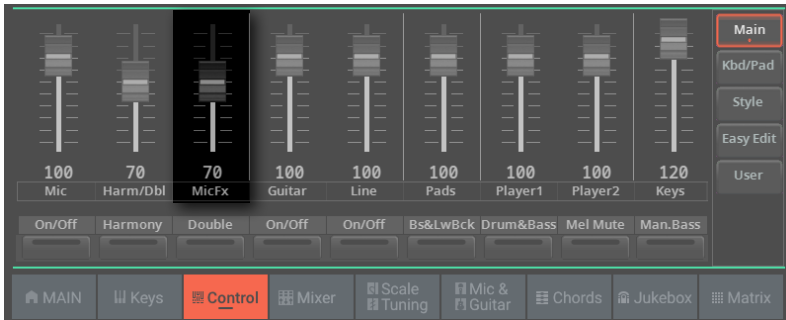 Main
Kbd/Pad
Style
Easy Edit
User
100 70 70 100 100 100 100 100 120
Mic Harm/Dbl MicFx Guitar Line Pads Player1 Player2 Keys
On/Off Harmony Double On/Off On/Off Bs&LwBck Drum&Bass Mel Mute Man.Bass
MAIN Keys Control Mixer Scale Tuning Mic & Guitar Chords Jukebox Matrix